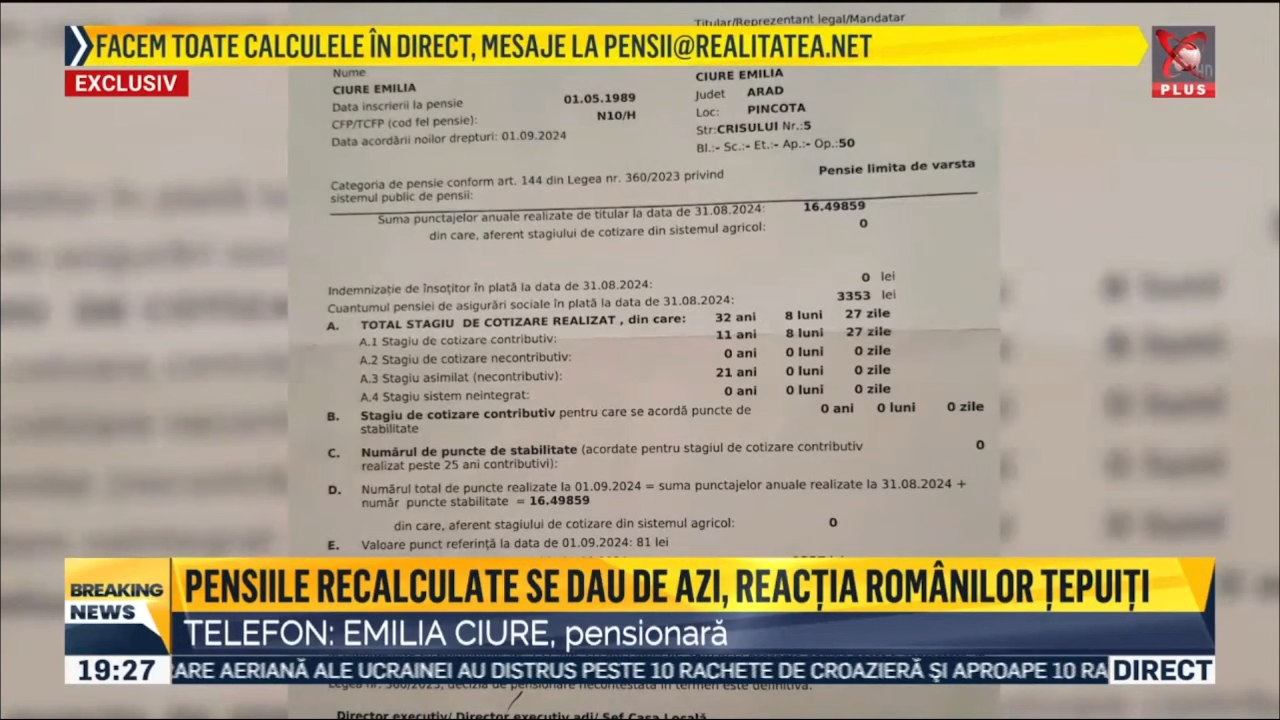 Titular/Reprezentant legal/Mandatar
FACEM TOATE CALCULELE ÎN DIRECT, MESAJE LA PENSII@REALITATEA.NET
EXCLUSIV
HD
PLUS
Nume
CIURE EMILIA
Data inscrierii la pensie 01.05.1989
CFP/TCFP (cod fel pensie): N10/H
Data acordării noilor drepturi: 01.09.2024
CIURE EMILIA
Judet ARAD
Loc: PINCOTA
Str:CRISULUI Nr.:5
Bl.:- Sc.:- Et.:- Ap.:- Op.:50
Categoria de pensie conform art. 144 din Legea nr. 360/2023 privind Pensie limita de varsta
sistemul public de pensii:
Suma punctajelor anuale realizate de titular la data de 31.08.2024: 16.49859
din care, aferent stagiului de cotizare din sistemul agricol: 0
Indemnizație de însoțitor în plată la data de 31.08.2024: 0 lei
Cuantumul pensiei de asigurări sociale în plată la data de 31.08.2024: 3353 lei
A. TOTAL STAGIU DE COTIZARE REALIZAT , din care: 32 ani 8 luni 27 zile
A.1 Stagiu de cotizare contributiv: 11 ani 8 luni 27 zile
A.2 Stagiu de cotizare necontributiv: 0 ani 0 luni 0 zile
A.3 Stagiu asimilat (necontributiv): 21 ani 0 luni 0 zile
A.4 Stagiu sistem neintegrat: 0 ani 0 luni 0 zile
B. Stagiu de cotizare contributiv pentru care se acordă puncte de 0 ani 0 luni 0 zile
stabilitate
C. Numărul de puncte de stabilitate (acordate pentru stagiul de cotizare contributiv 0
realizat peste 25 ani contributivi):
D. Numărul total de puncte realizate la 01.09.2024 = suma punctajelor anuale realizate la 31.08.2024 +
număr puncte stabilitate = 16.49859
din care, aferent stagiului de cotizare din sistemul agricol: 0
E. Valoare punct referință la data de 01.09.2024: 81 lei
BREAKING
NEWS
PENSIILE RECALCULATE SE DAU DE AZI, REACȚIA ROMÂNILOR ȚEPUIȚI
TELEFON: EMILIA CIURE, pensionară
19:27
RARE AERIANĂ ALE UCRAINEI AU DISTRUS PESTE 10 RACHETE DE CROAZIERĂ ŞI APROAPE 10 RA
DIRECT
Legea nr. 360/2023, decizia de pensionare necontestată în termen este definitivă.
Director executiv/ Director executiv adj/ Sef Casa Locală